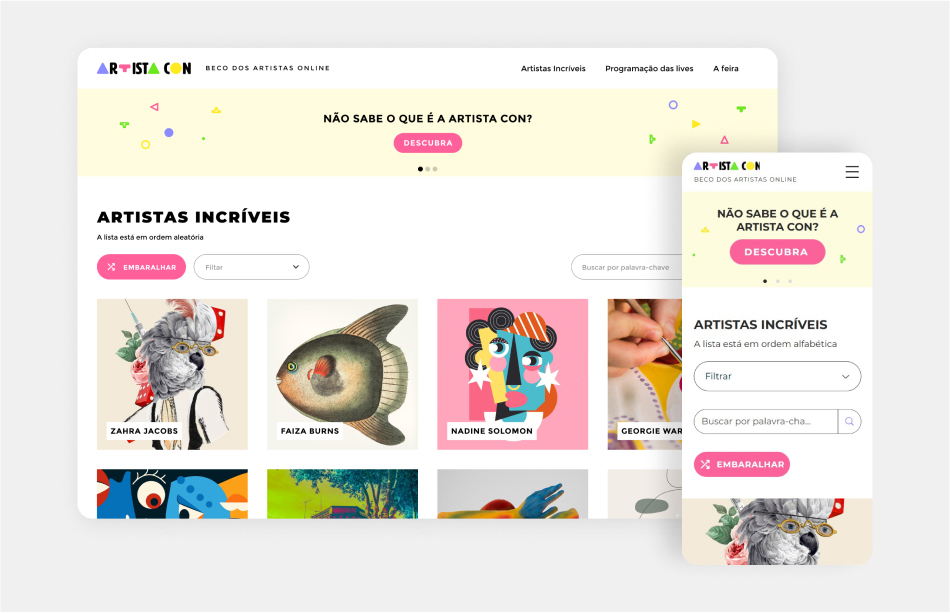 ARTISTA CON
BECO DOS ARTISTAS ONLINE
Artistas Incríveis
Programação das lives
A feira
NÃO SABE O QUE É A ARTISTA CON?
DESCUBRA
ARTISTAS INCRÍVEIS
A lista está em ordem aleatória
EMBARALHAR
Filtar
Buscar por palavra-chave
ZAHRA JACOBS
FAIZA BURNS
NADINE SOLOMON
GEORGIE WAR
ARTISTA CON
BECO DOS ARTISTAS ONLINE
NÃO SABE O QUE É A
ARTISTA CON?
DESCUBRA
ARTISTAS INCRÍVEIS
A lista está em ordem alfabética
Filtrar
Buscar por palavra-cha...
EMBARALHAR